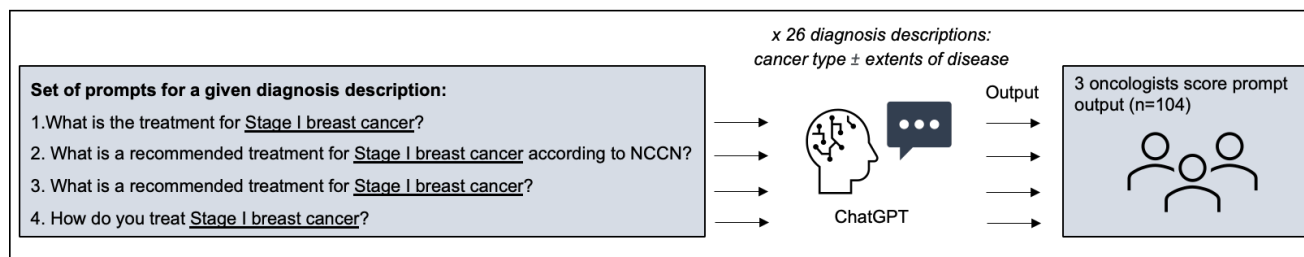 x 26 diagnosis descriptions:
cancer type ± extents of disease
Set of prompts for a given diagnosis description:
1.What is the treatment for Stage I breast cancer?
2. What is a recommended treatment for Stage I breast cancer according to NCCN?
3. What is a recommended treatment for Stage I breast cancer?
4. How do you treat Stage I breast cancer?
ChatGPT
Output
3 oncologists score prompt
output (n=104)